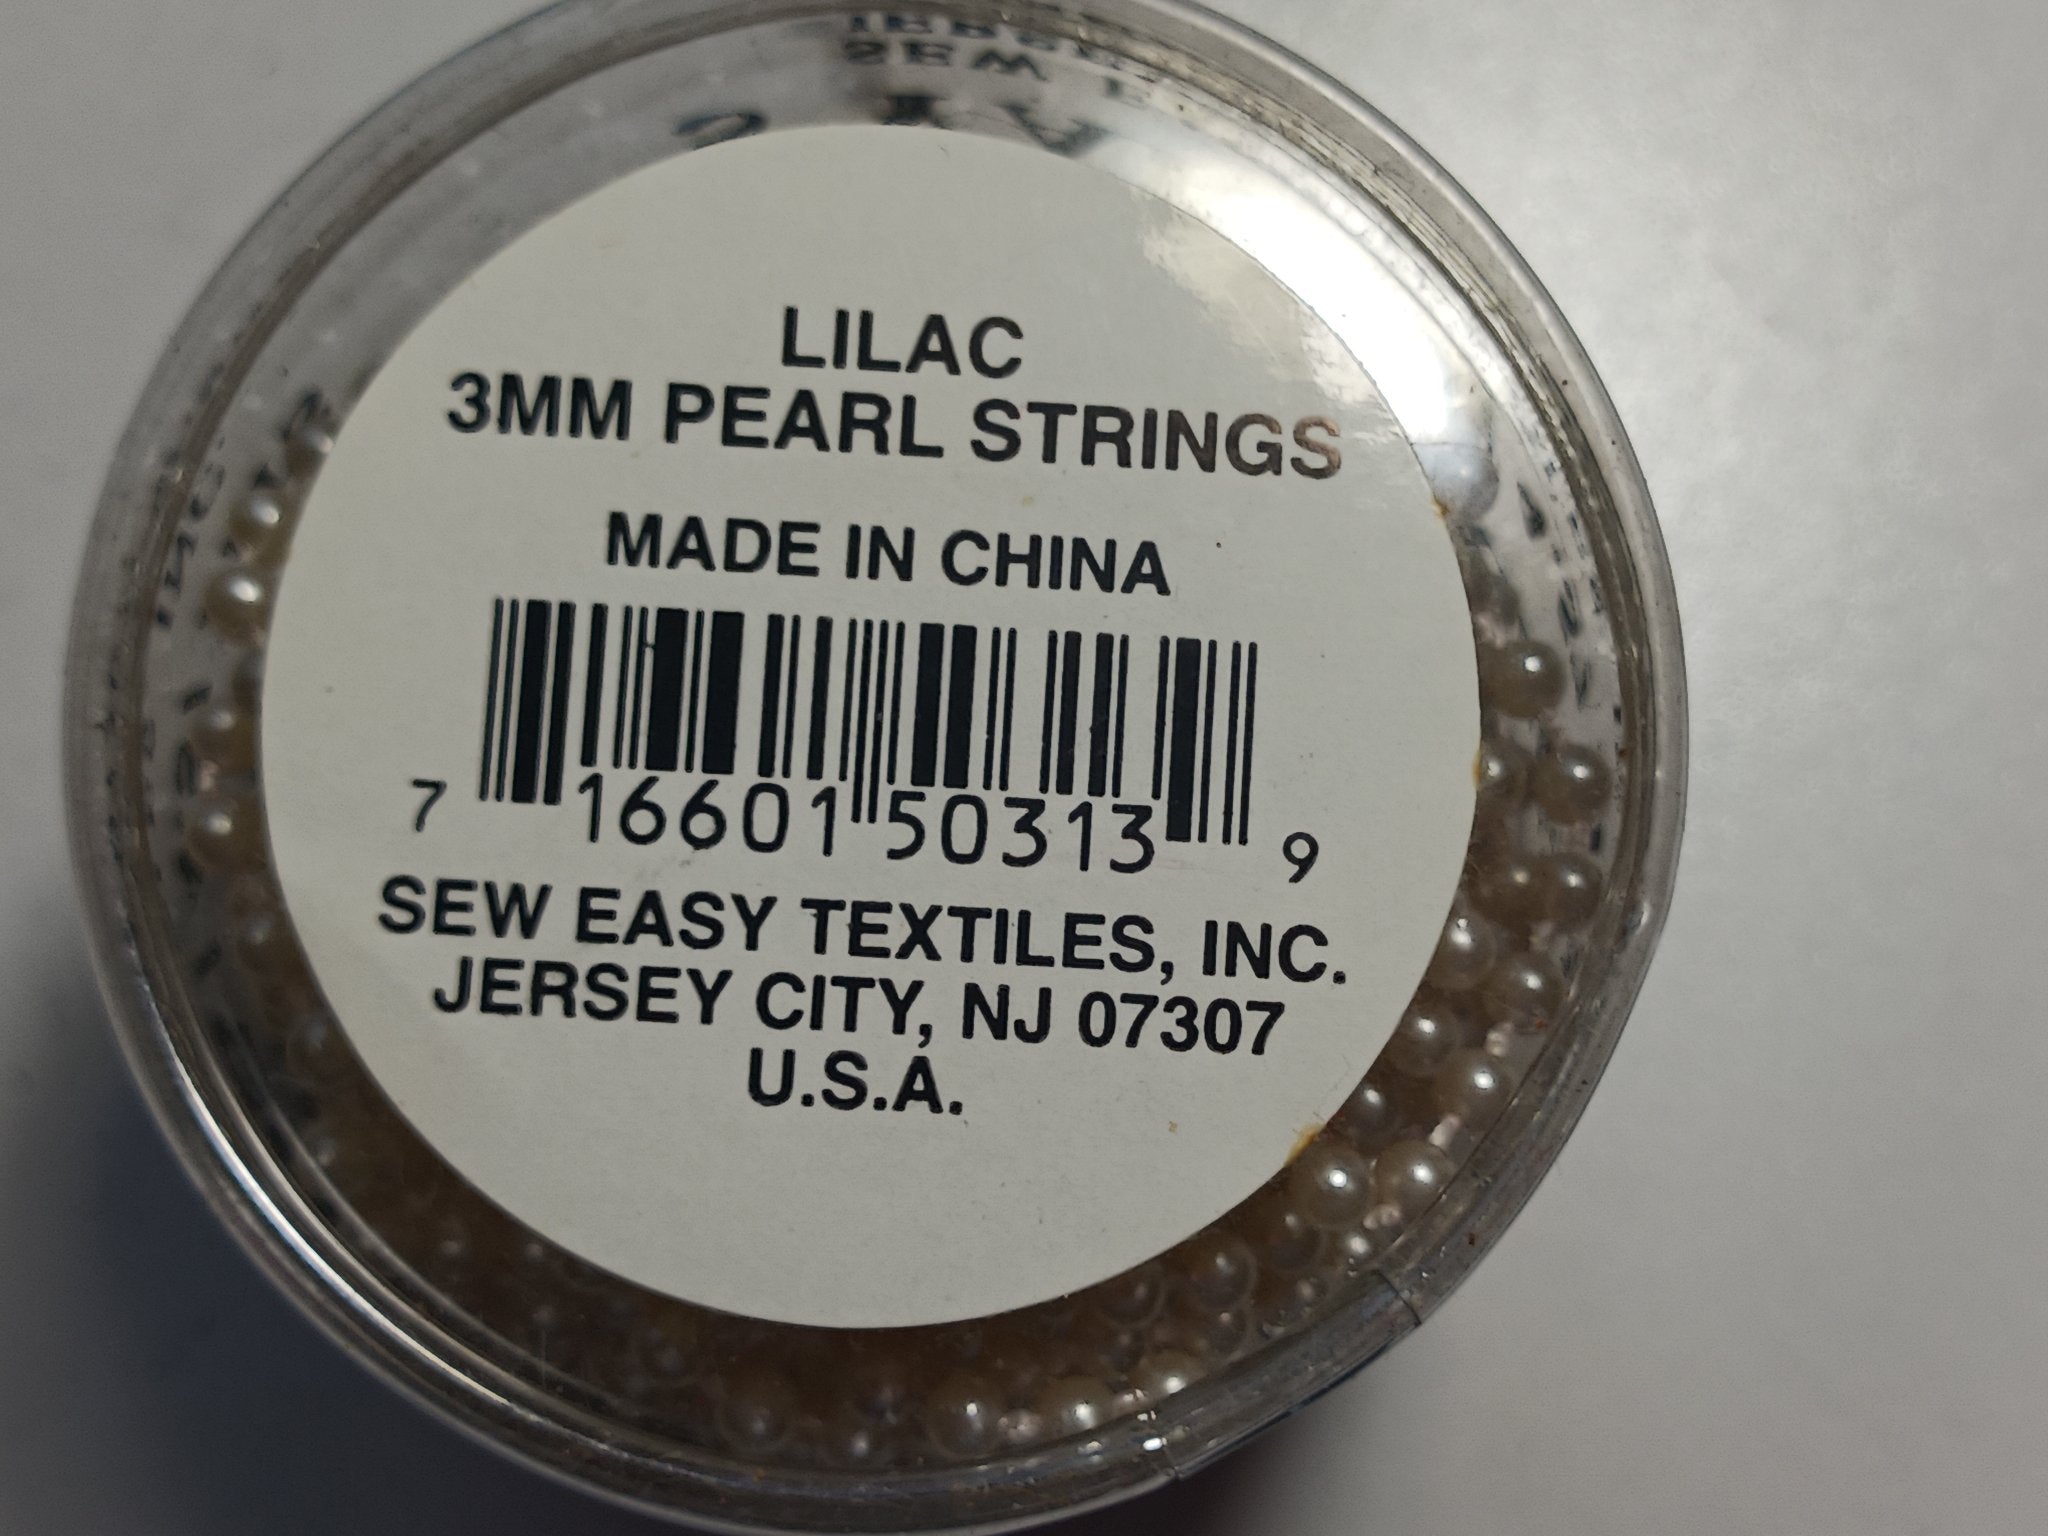 LILAC
3MM PEARL STRINGS
MADE IN CHINA
7 16601 50313 9
SEW EASY TEXTILES, INC.
JERSEY CITY, NJ 07307
U.S.A.